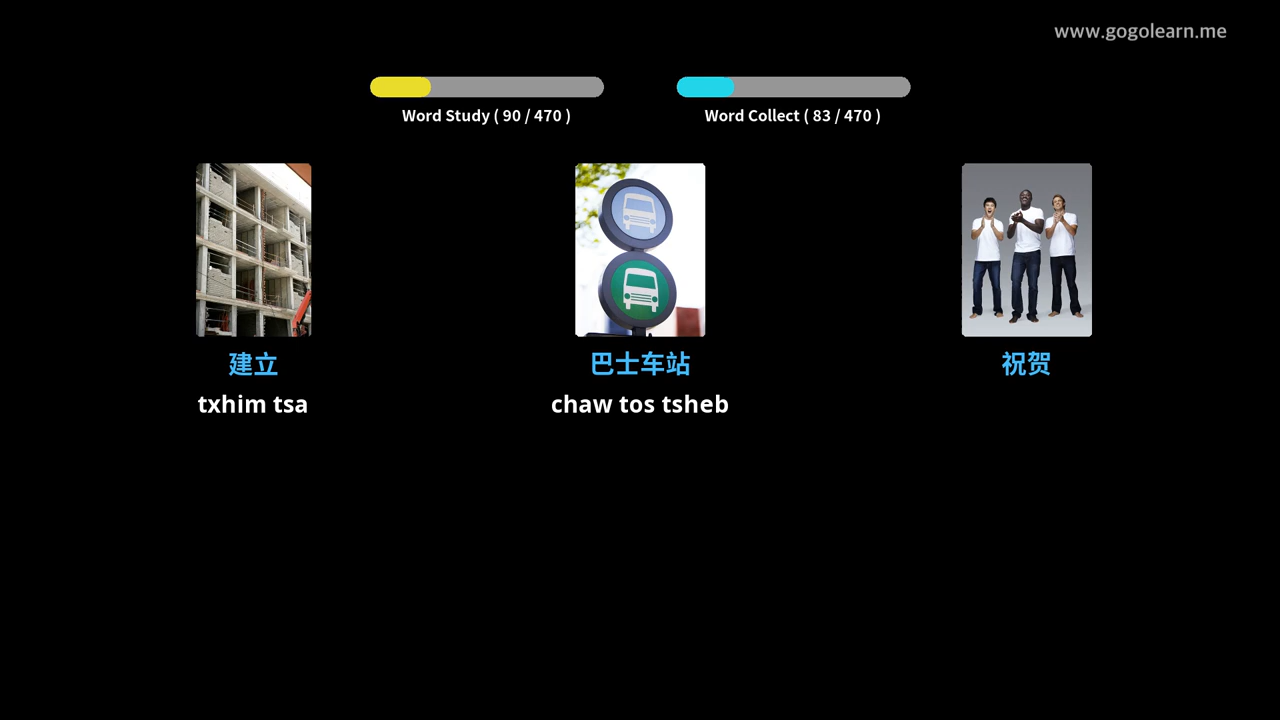 www.gogolearn.me
Word Study ( 90 / 470 )
Word Collect ( 83 / 470 )
建立
巴士车站
祝贺
txhim tsa
chaw tos tsheb